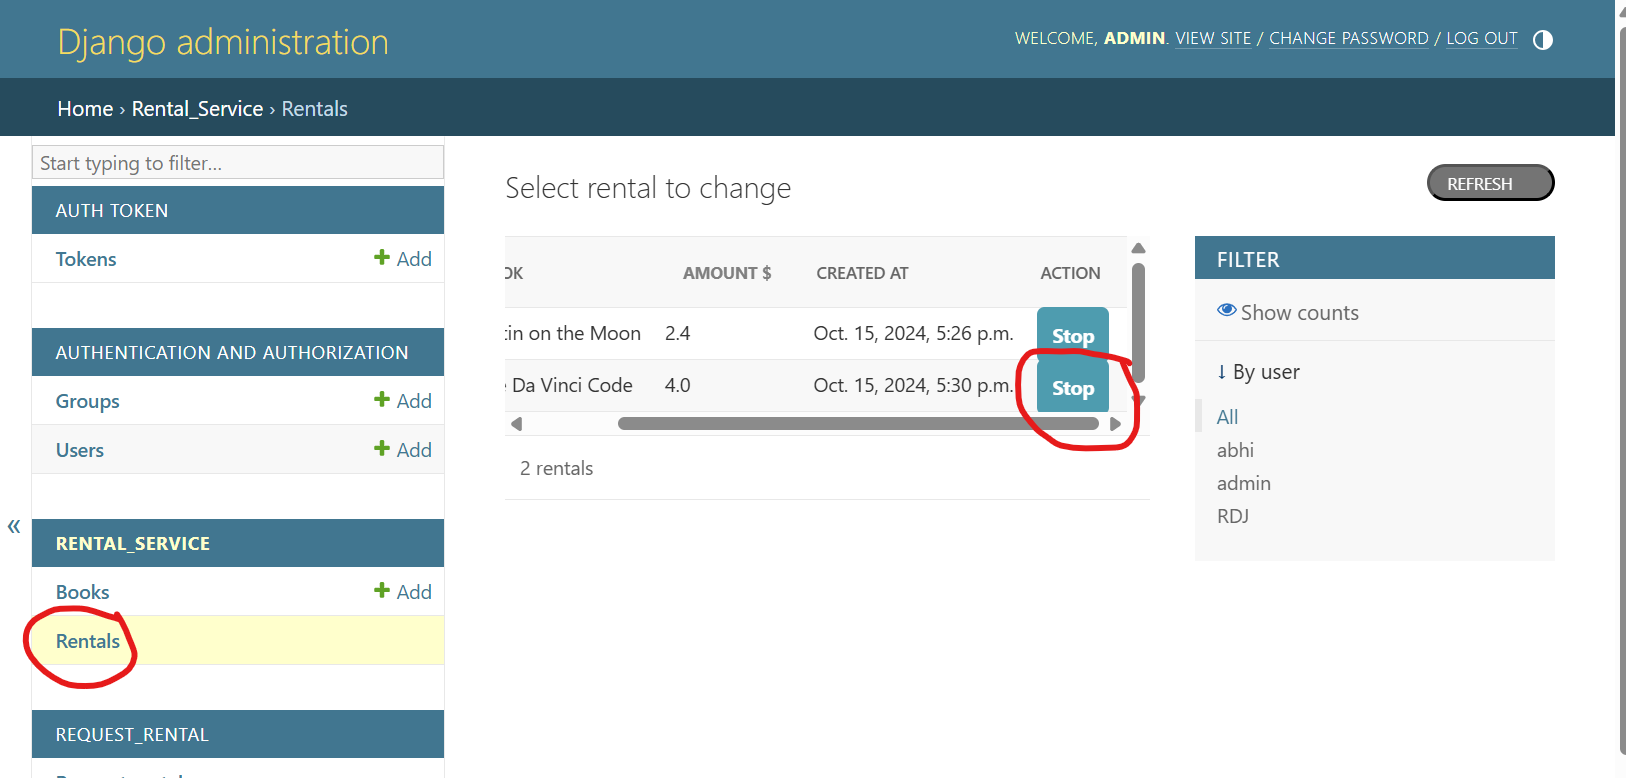 Django administration
WELCOME, ADMIN. VIEW SITE / CHANGE PASSWORD / LOG OUT
Home › Rental_Service › Rentals
Start typing to filter...
AUTH TOKEN
Tokens
Add
AUTHENTICATION AND AUTHORIZATION
Groups
Add
Users
Add
«
RENTAL_SERVICE
Books
Add
Rentals
REQUEST_RENTAL
Select rental to change
REFRESH
AMOUNT $ CREATED AT ACTION
on the Moon 2.4 Oct. 15, 2024, 5:26 p.m. Stop
Da Vinci Code 4.0 Oct. 15, 2024, 5:30 p.m. Stop
2 rentals
FILTER
Show counts
↓ By user
All
abhi
admin
RDJ